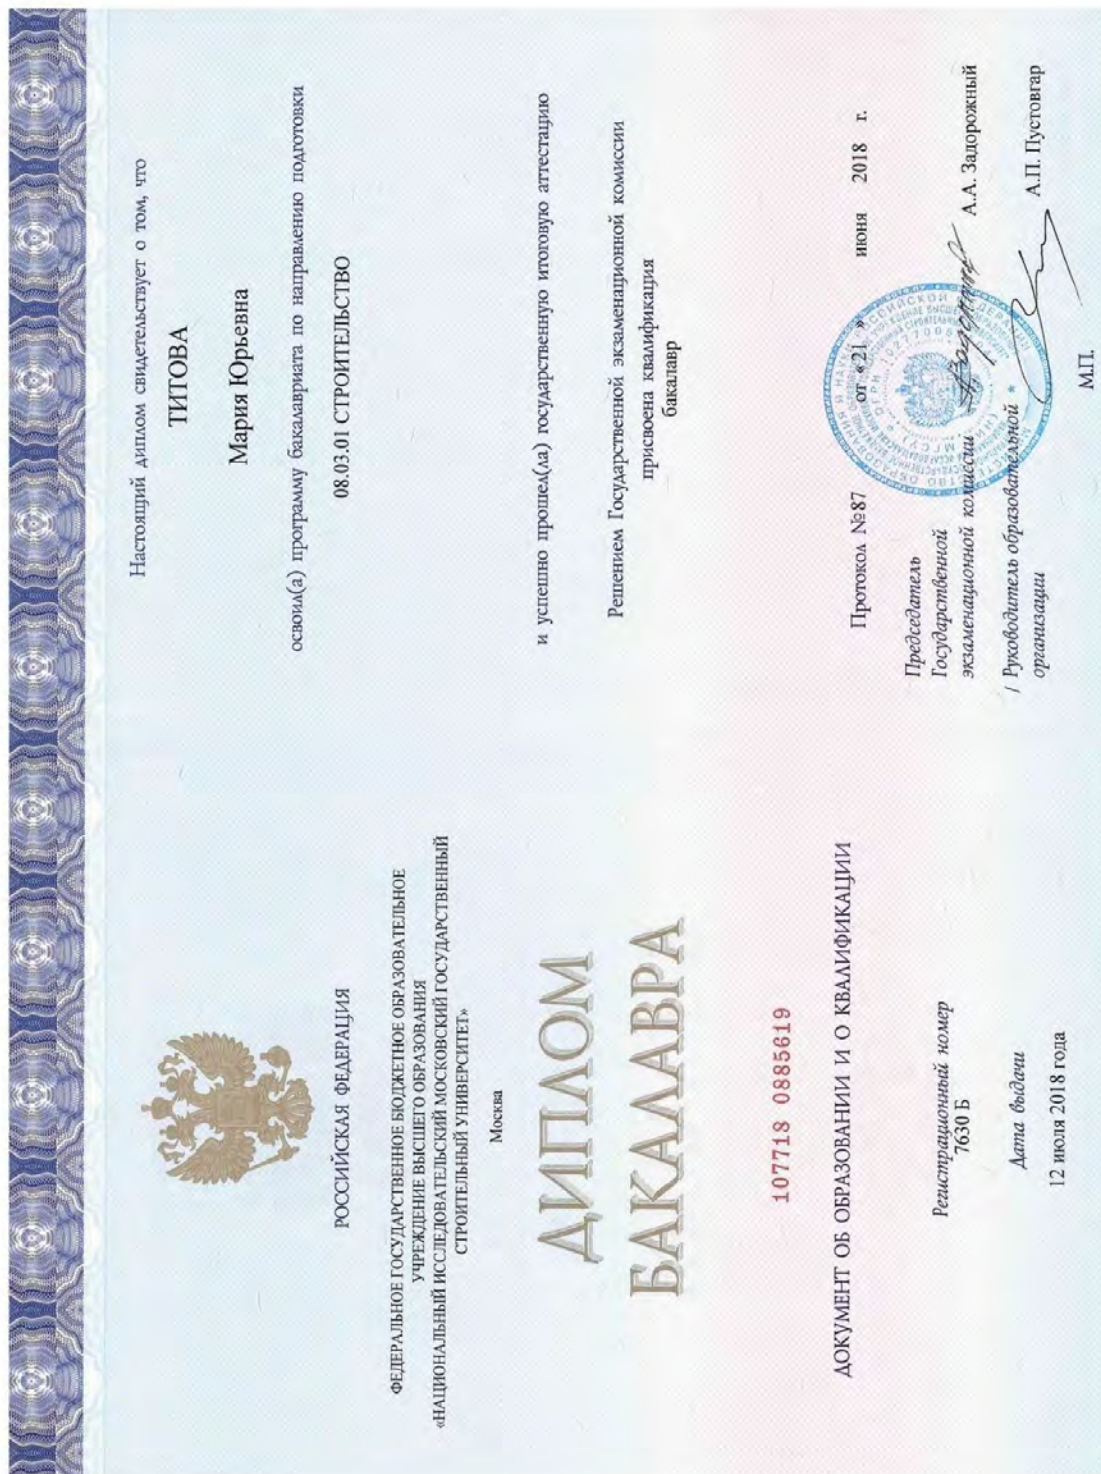 РОССИЙСКАЯ ФЕДЕРАЦИЯ
ФЕДЕРАЛЬНОЕ ГОСУДАРСТВЕННОЕ БЮДЖЕТНОЕ ОБРАЗОВАТЕЛЬНОЕ
УЧРЕЖДЕНИЕ ВЫСШЕГО ОБРАЗОВАНИЯ
«НАЦИОНАЛЬНЫЙ ИССЛЕДОВАТЕЛЬСКИЙ МОСКОВСКИЙ ГОСУДАРСТВЕННЫЙ
СТРОИТЕЛЬНЫЙ УНИВЕРСИТЕТ»
Москва
ДИПЛОМ
БАКАЛАВРА
107718 0885619
ДОКУМЕНТ ОБ ОБРАЗОВАНИИ И О КВАЛИФИКАЦИИ
Регистрационный номер
7630 Б
Дата выдачи
12 июля 2018 года
Настоящий диплом свидетельствует о том, что
ТИТОВА
Мария Юрьевна
освоил(а) программу бакалавриата по направлению подготовки
08.03.01 СТРОИТЕЛЬСТВО
и успешно прошел(ла) государственную итоговую аттестацию
Решением Государственной экзаменационной комиссии
присвоена квалификация
бакалавр
Протокол №87 от «21 » июня 2018 г.
Председатель
Государственной
экзаменационной комиссии А.А. Задорожный
/ Руководитель образовательной А.П. Пустовгар
организации
М.П.